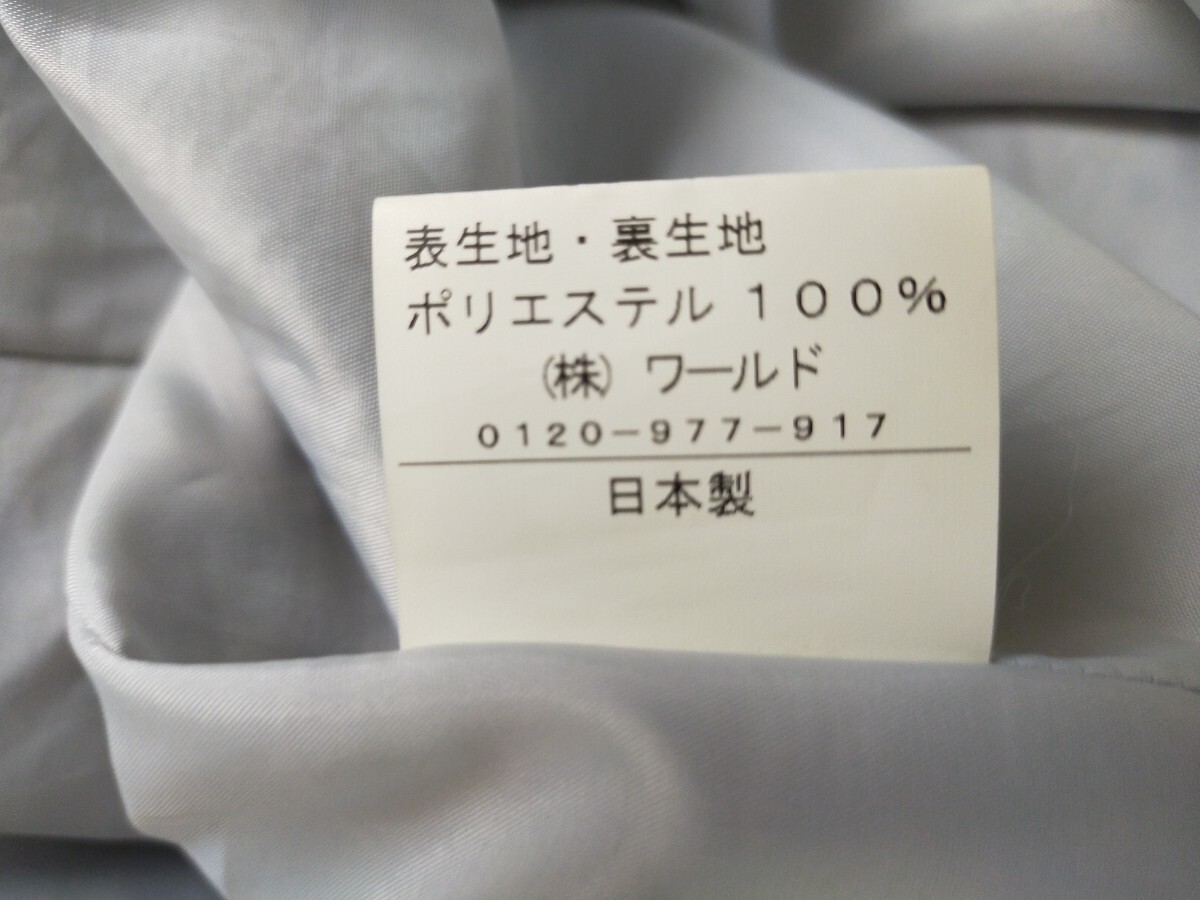 表生地・裏生地
ポリエステル １００％
（株）ワールド
０１２０－９７７－９１７
日本製